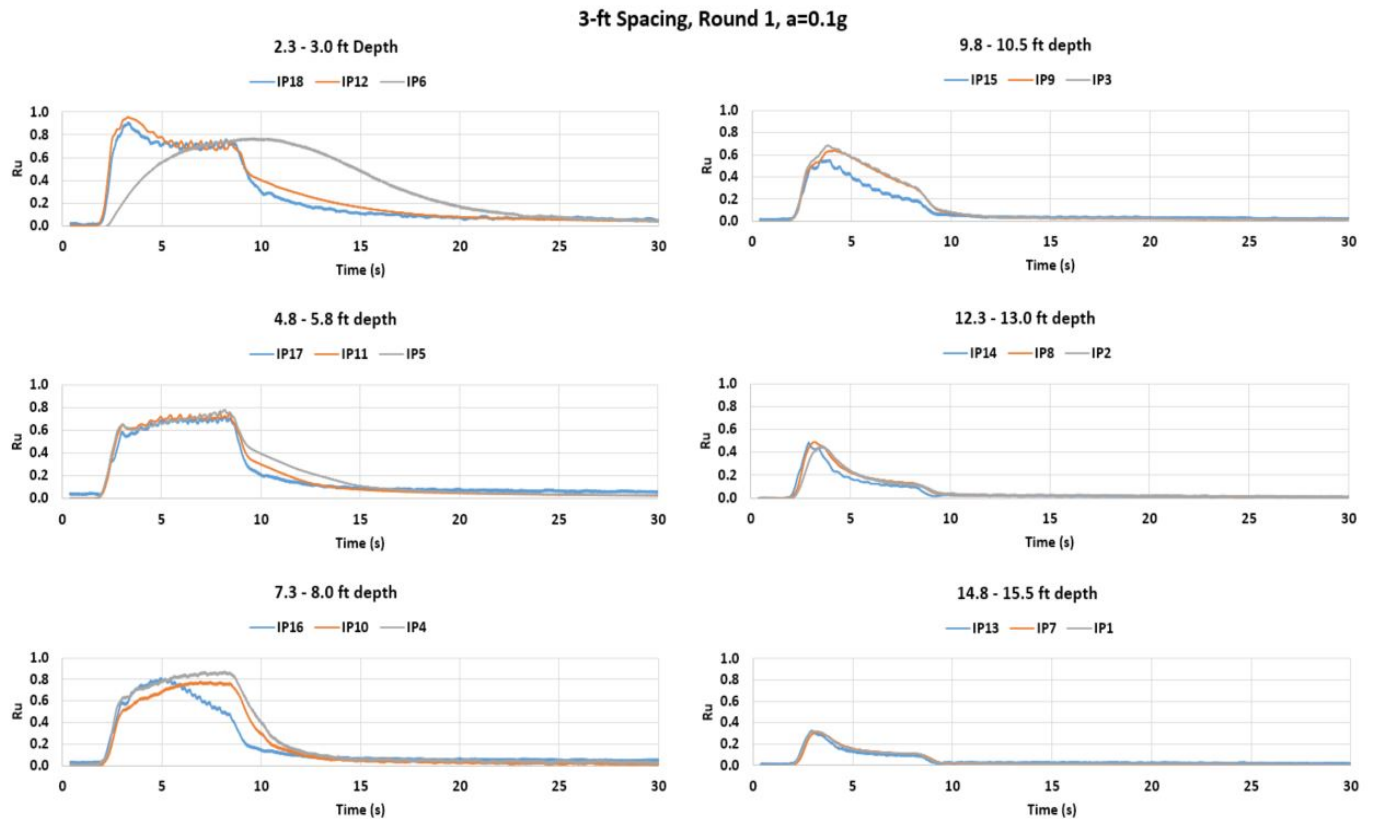 3-ft Spacing, Round 1, a=0.1g
2.3 - 3.0 ft Depth
IP18 IP12 IP6
1.0
0.8
0.6
0.4
0.2
0.0
Ru
0 5 10 15 20 25 30
Time (s)
4.8 - 5.8 ft depth
IP17 IP11 IP5
1.0
0.8
0.6
0.4
0.2
0.0
Ru
0 5 10 15 20 25 30
Time (s)
7.3 - 8.0 ft depth
IP16 IP10 IP4
1.0
0.8
0.6
0.4
0.2
0.0
Ru
0 5 10 15 20 25 30
Time (s)
9.8 - 10.5 ft depth
IP15 IP9 IP3
1.0
0.8
0.6
0.4
0.2
0.0
Ru
0 5 10 15 20 25 30
Time (s)
12.3 - 13.0 ft depth
IP14 IP8 IP2
1.0
0.8
0.6
0.4
0.2
0.0
Ru
0 5 10 15 20 25 30
Time (s)
14.8 - 15.5 ft depth
IP13 IP7 IP1
1.0
0.8
0.6
0.4
0.2
0.0
Ru
0 5 10 15 20 25 30
Time (s)